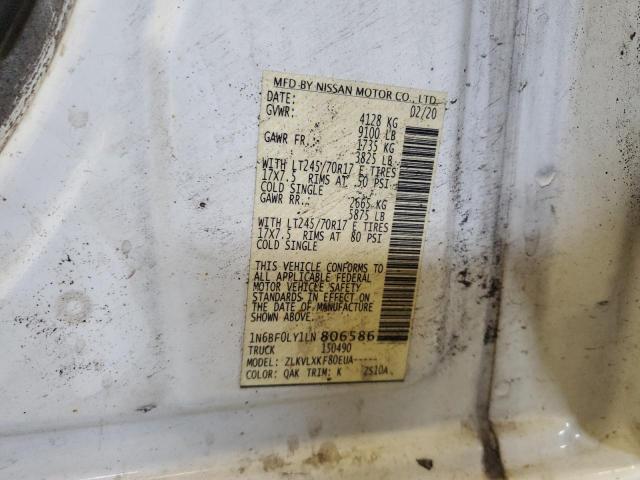 MFD BY NISSAN MOTOR CO., LTD.
DATE: 02/20
GVWR: 4128 KG
9100 LB
GAWR FR.: 1735 KG
3825 LB
WITH LT245/70R17 E TIRES
17X7.5 RIMS AT 50 PSI
COLD SINGLE
GAWR RR.: 2665 KG
5875 LB
WITH LT245/70R17 E TIRES
17X7.5 RIMS AT 80 PSI
COLD SINGLE
THIS VEHICLE CONFORMS TO
ALL APPLICABLE FEDERAL
MOTOR VEHICLE SAFETY
STANDARDS IN EFFECT ON
THE DATE OF MANUFACTURE
SHOWN ABOVE.
1N6BF0LY1LN 806586
TRUCK 150490
MODEL: ZLKVLXKF80EUA-----
COLOR: QAK TRIM: K 2S10A